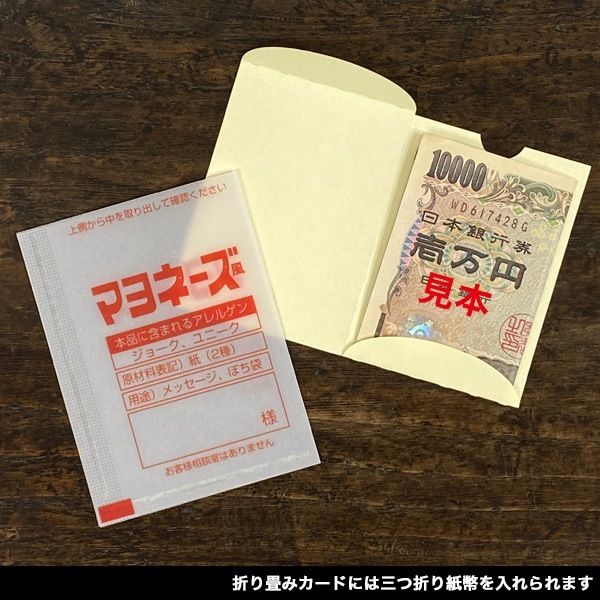 上側から中を取り出して確認ください
マヨネーズ風
本品に含まれるアレルゲン
ジョーク、ユニーク
原材料表記）紙（2種）
用途）メッセージ、ぽち袋
様
お客様相談室はありません
10000
WD617428G
日本銀行券
壱万円
見本
折り畳みカードには三つ折り紙幣を入れられます